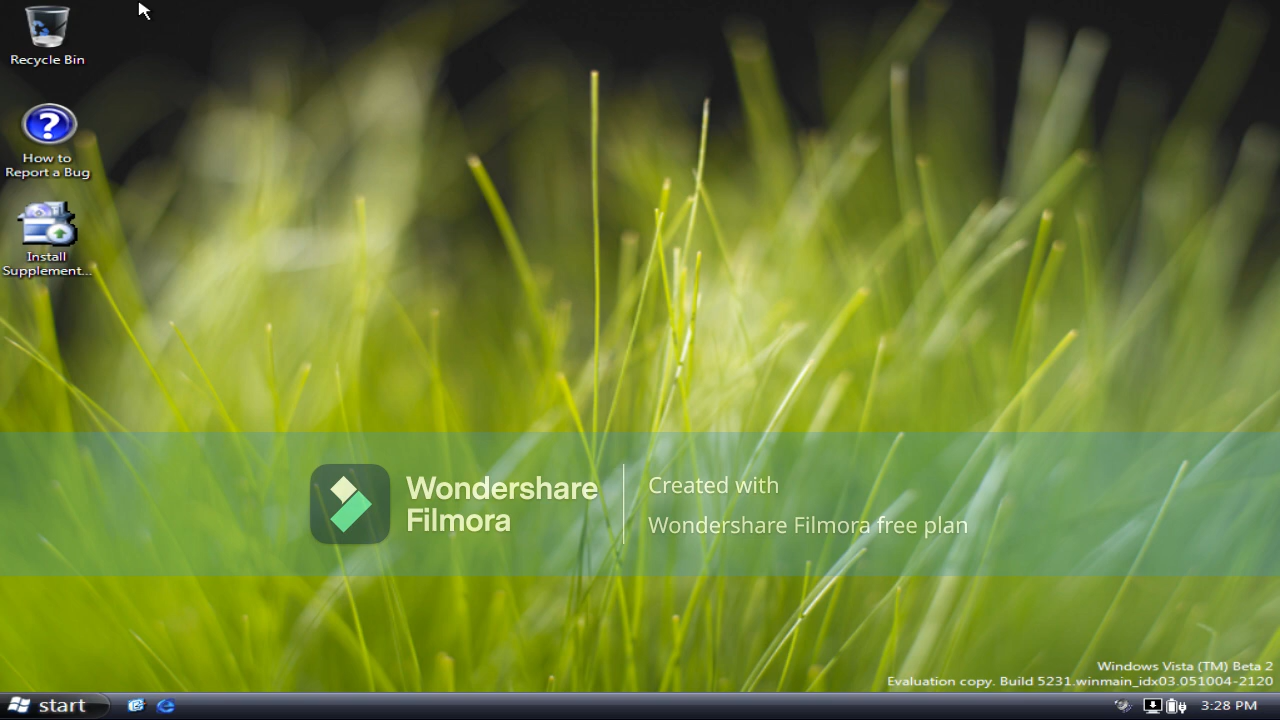 Recycle Bin
How to
Report a Bug
Install
Supplement...
Wondershare
Filmora
Created with
Wondershare Filmora free plan
Windows Vista (TM) Beta 2
Evaluation copy. Build 5231.winmain_idx03.051004-2120
start
3:28 PM